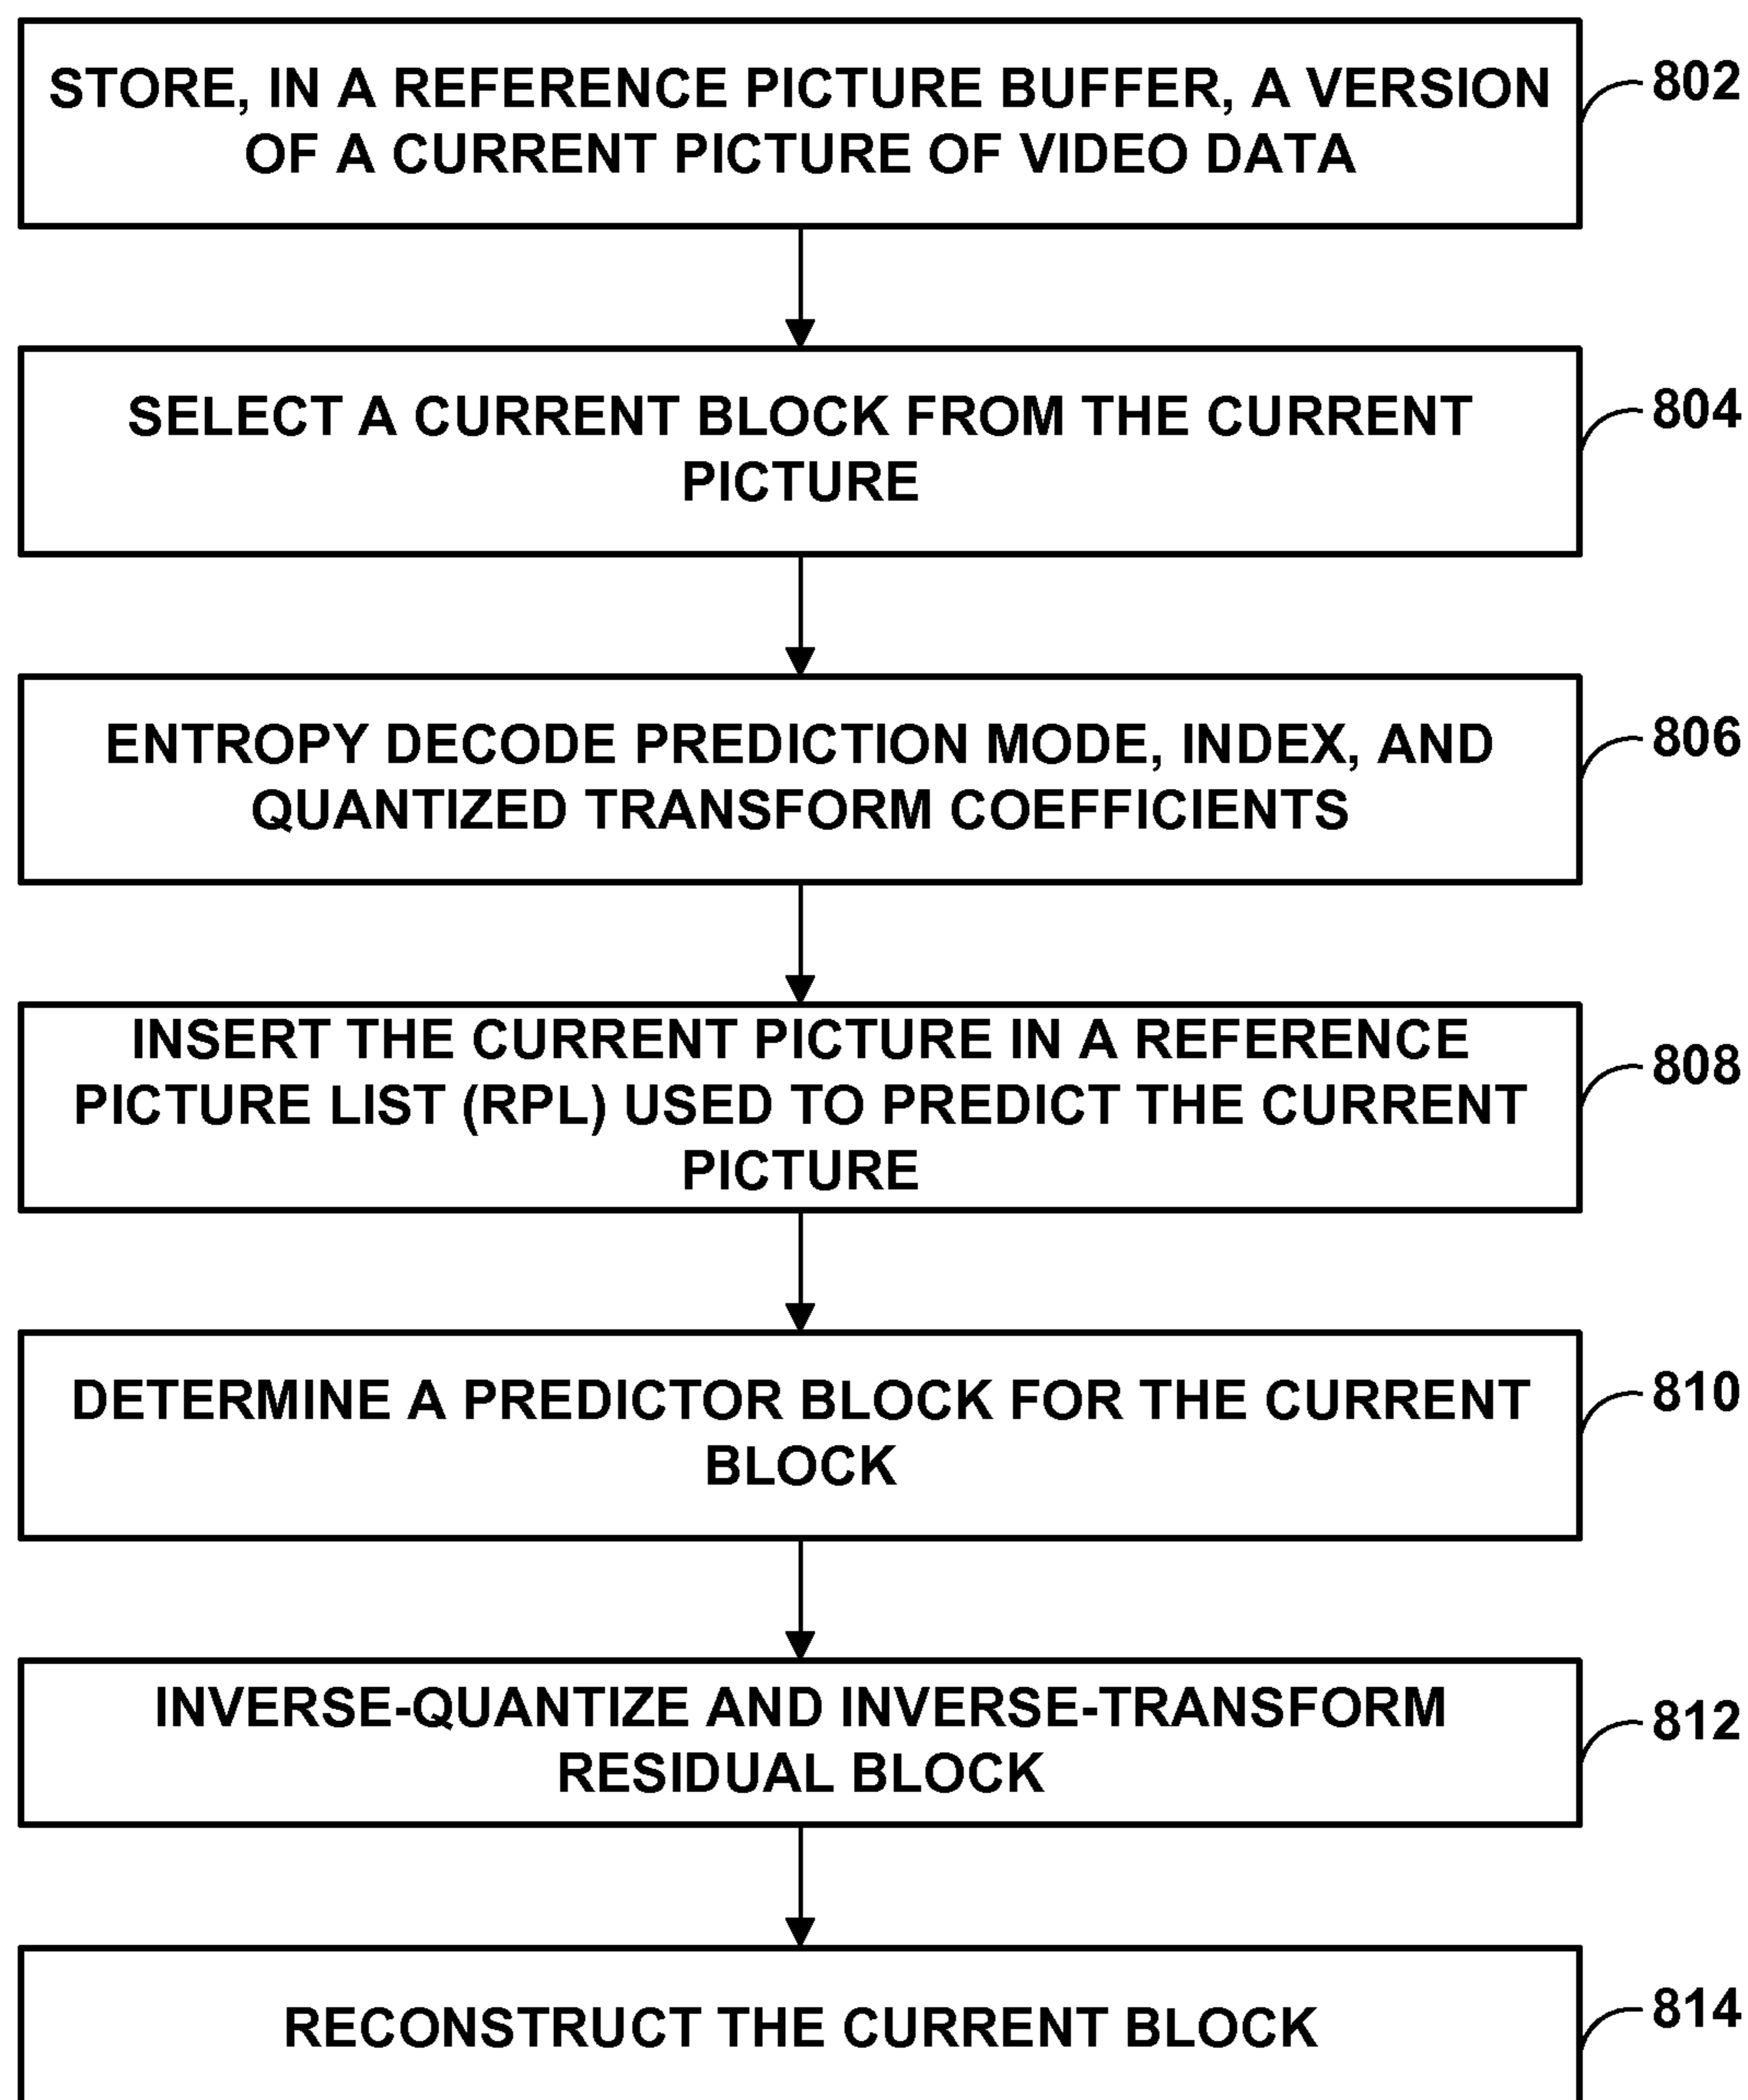 STORE, IN A REFERENCE PICTURE BUFFER, A VERSION
OF A CURRENT PICTURE OF VIDEO DATA
802
SELECT A CURRENT BLOCK FROM THE CURRENT
PICTURE
804
ENTROPY DECODE PREDICTION MODE, INDEX, AND
QUANTIZED TRANSFORM COEFFICIENTS
806
INSERT THE CURRENT PICTURE IN A REFERENCE
PICTURE LIST (RPL) USED TO PREDICT THE CURRENT
PICTURE
808
DETERMINE A PREDICTOR BLOCK FOR THE CURRENT
BLOCK
810
INVERSE-QUANTIZE AND INVERSE-TRANSFORM
RESIDUAL BLOCK
812
RECONSTRUCT THE CURRENT BLOCK
814